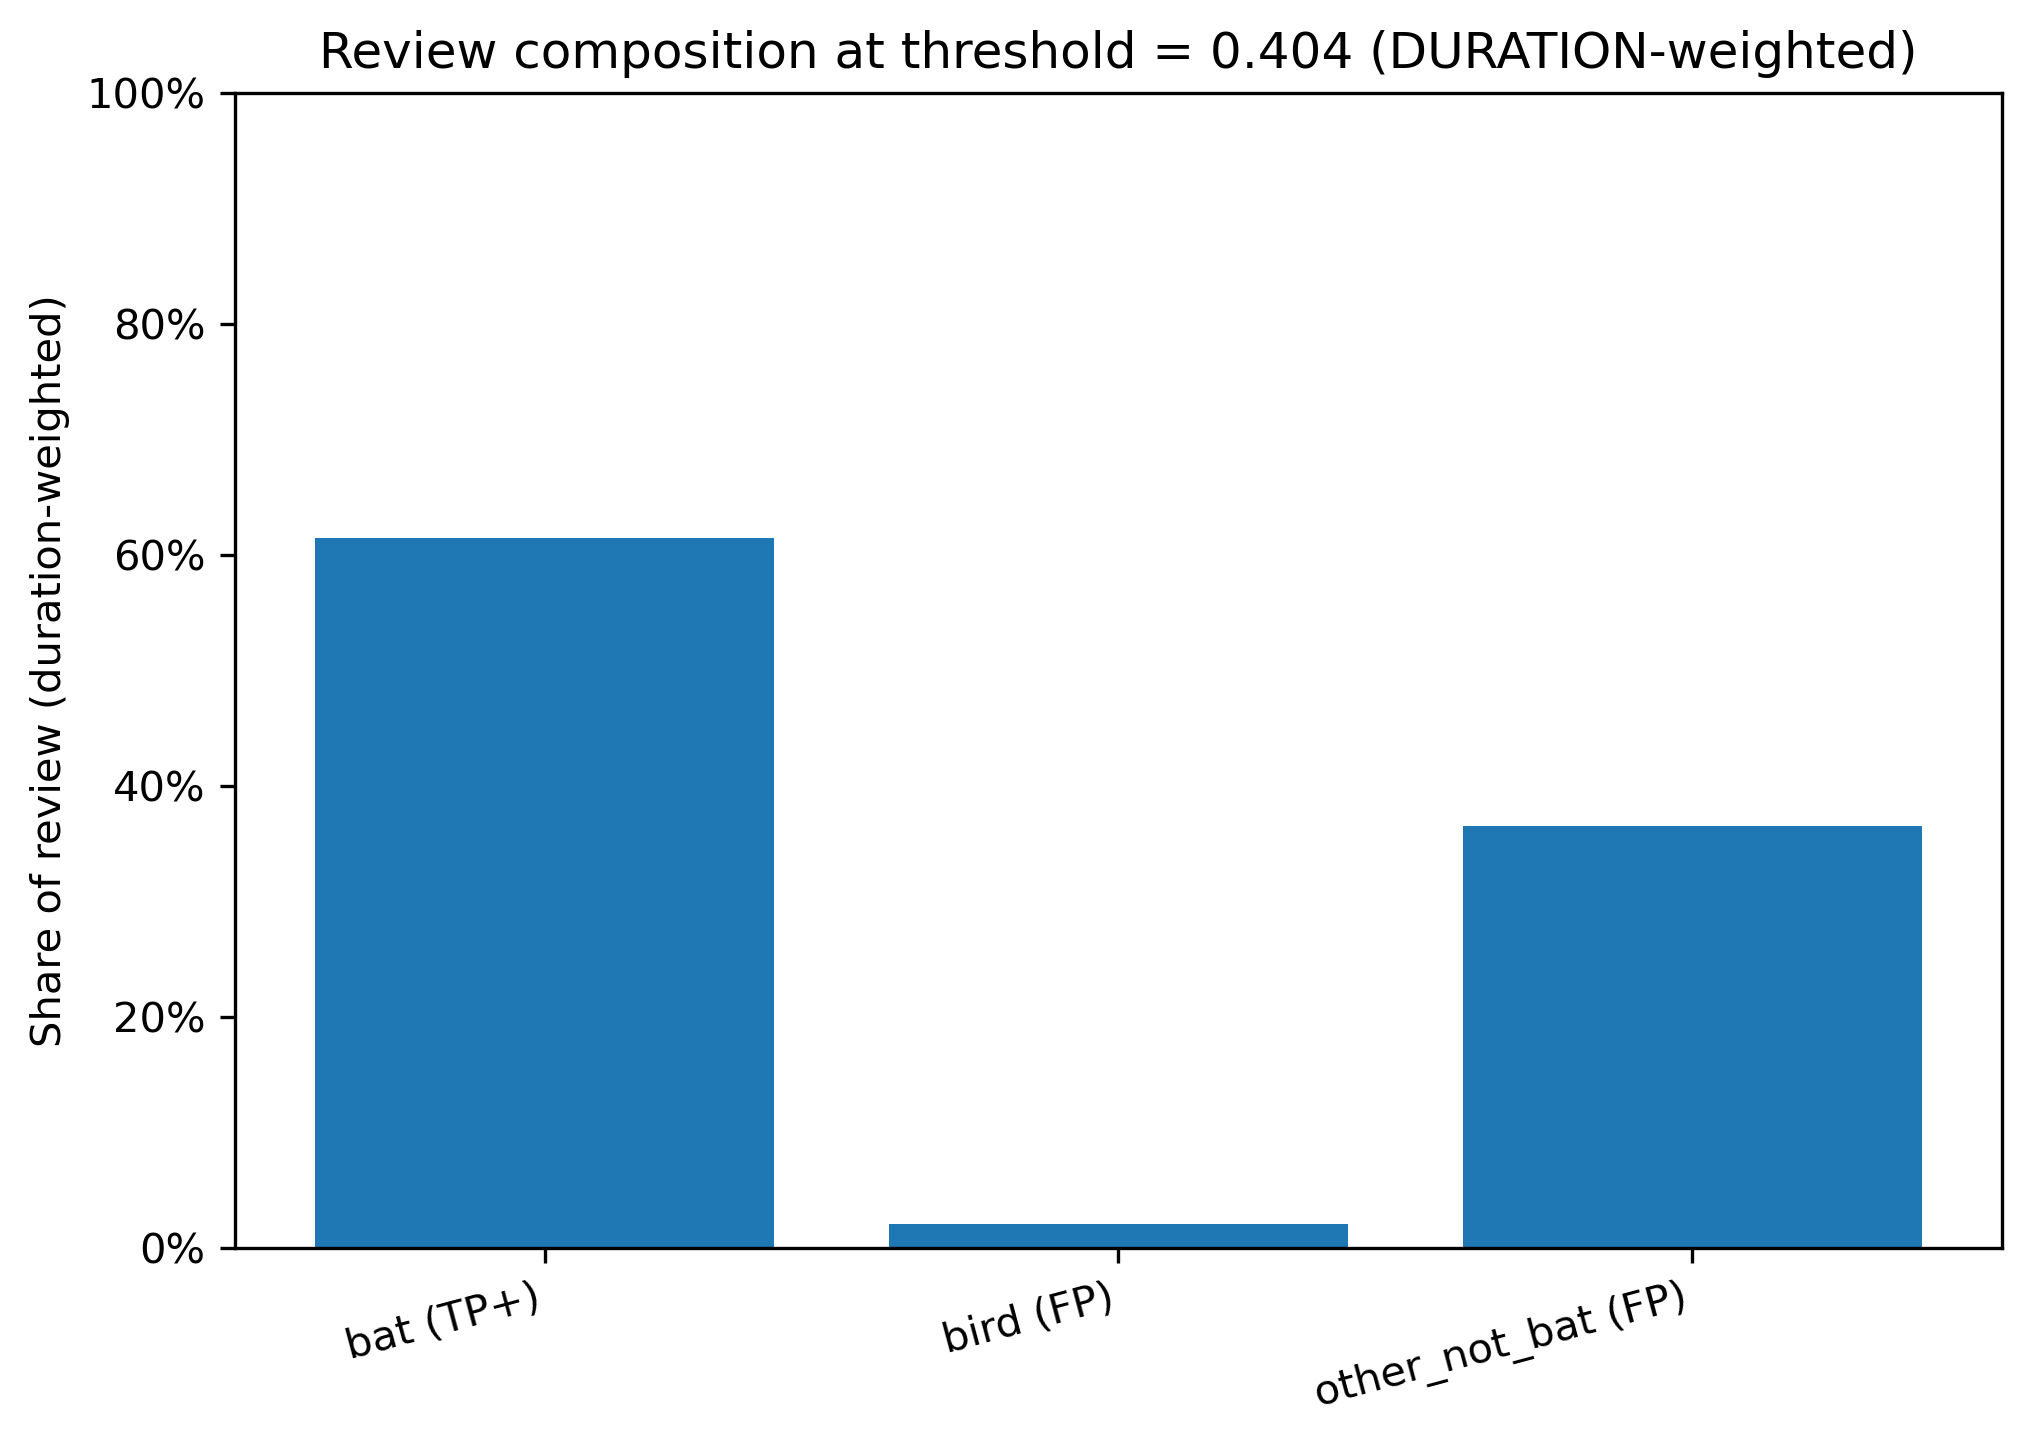 Review composition at threshold = 0.404 (DURATION-weighted)
Share of review (duration-weighted)
100%
80%
60%
40%
20%
0%
bat (TP+)
bird (FP)
other_not_bat (FP)